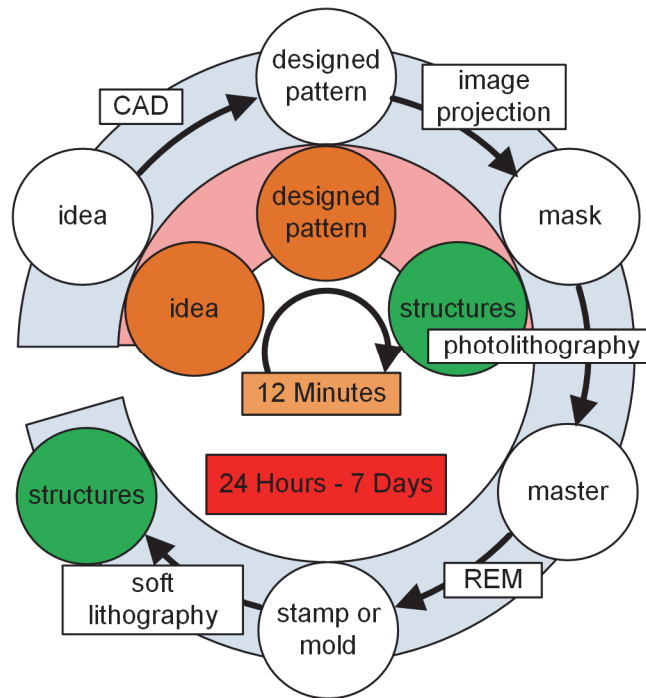 designed
pattern
CAD
image
projection
idea
mask
designed
pattern
idea
structures
photolithography
12 Minutes
24 Hours - 7 Days
structures
master
REM
soft
lithography
stamp or
mold